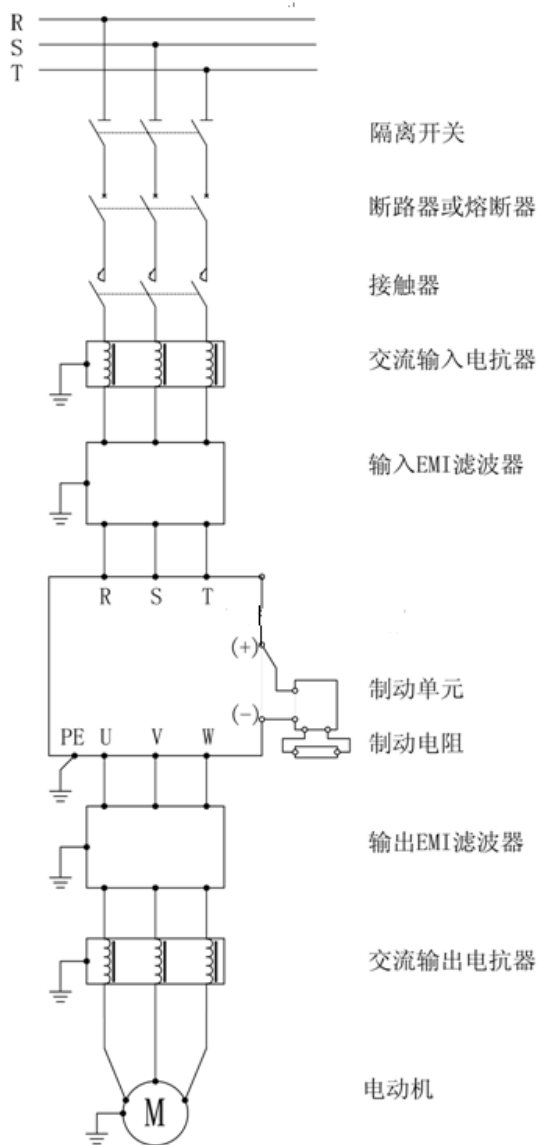 R
S
T
隔离开关
断路器或熔断器
接触器
交流输入电抗器
输入EMI滤波器
R S T
(+)
(-)
制动单元
PE U V W
制动电阻
输出EMI滤波器
交流输出电抗器
M
电动机